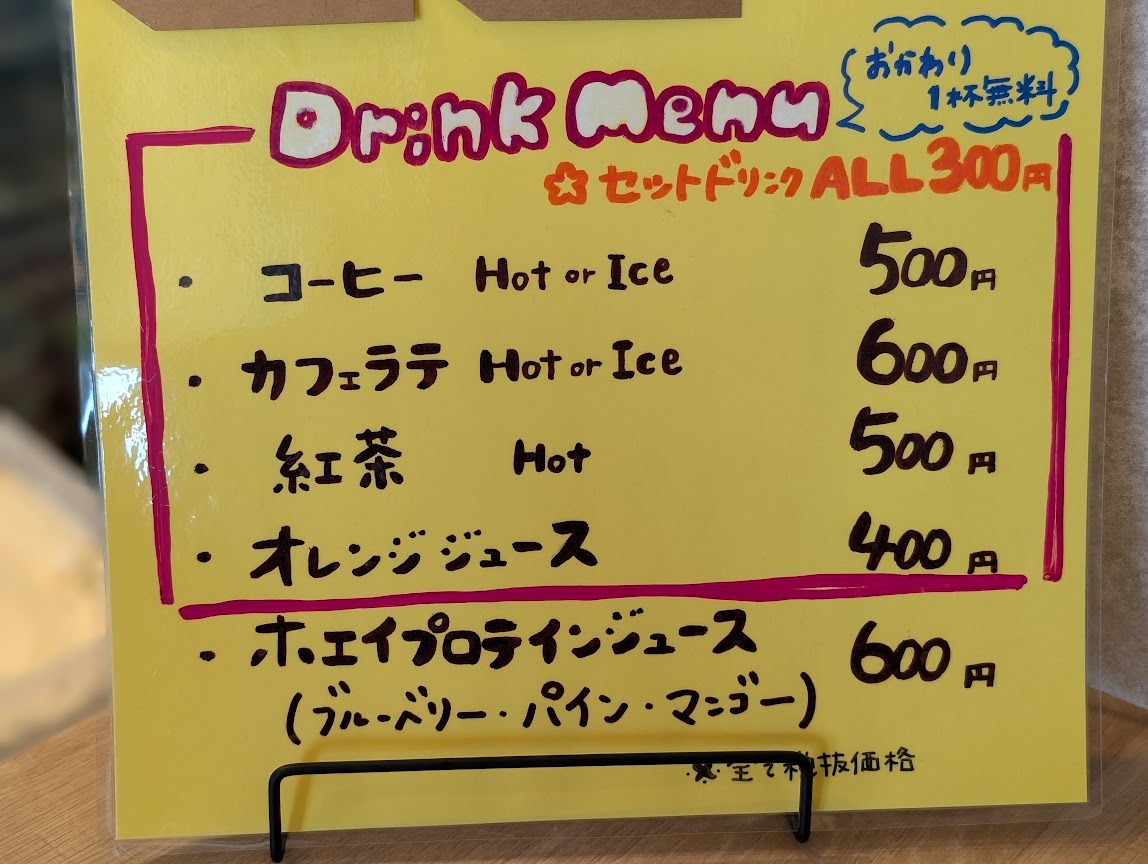 おかわり
1杯無料
Drink Menu
☆セットドリンク ALL300円
・コーヒー Hot or Ice 500円
・カフェラテ Hot or Ice 600円
・紅茶 Hot 500円
・オレンジジュース 400円
・ホエイプロテインジュース 600円
(ブルーベリー・パイン・マンゴー)
※全て税抜価格